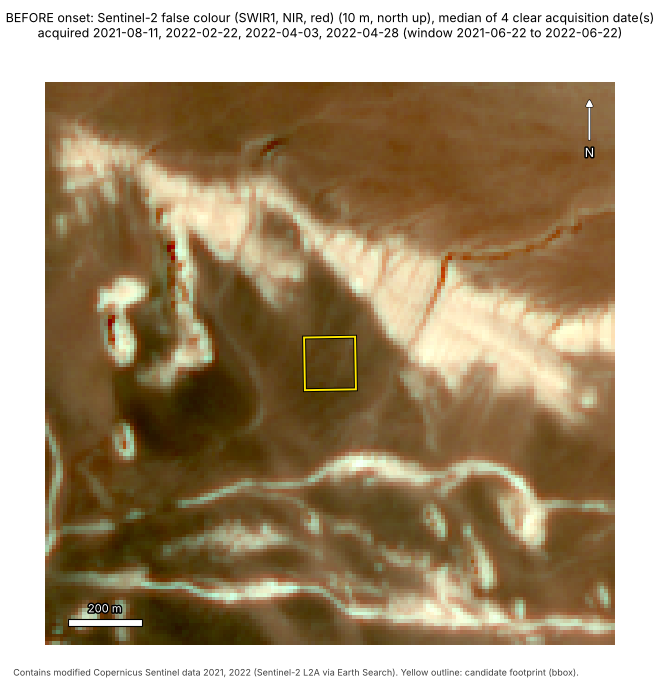 BEFORE onset: Sentinel-2 false colour (SWIR1, NIR, red) (10 m, north up), median of 4 clear acquisition date(s)
acquired 2021-08-11, 2022-02-22, 2022-04-03, 2022-04-28 (window 2021-06-22 to 2022-06-22)
N
200 m
Contains modified Copernicus Sentinel data 2021, 2022 (Sentinel-2 L2A via Earth Search). Yellow outline: candidate footprint (bbox).